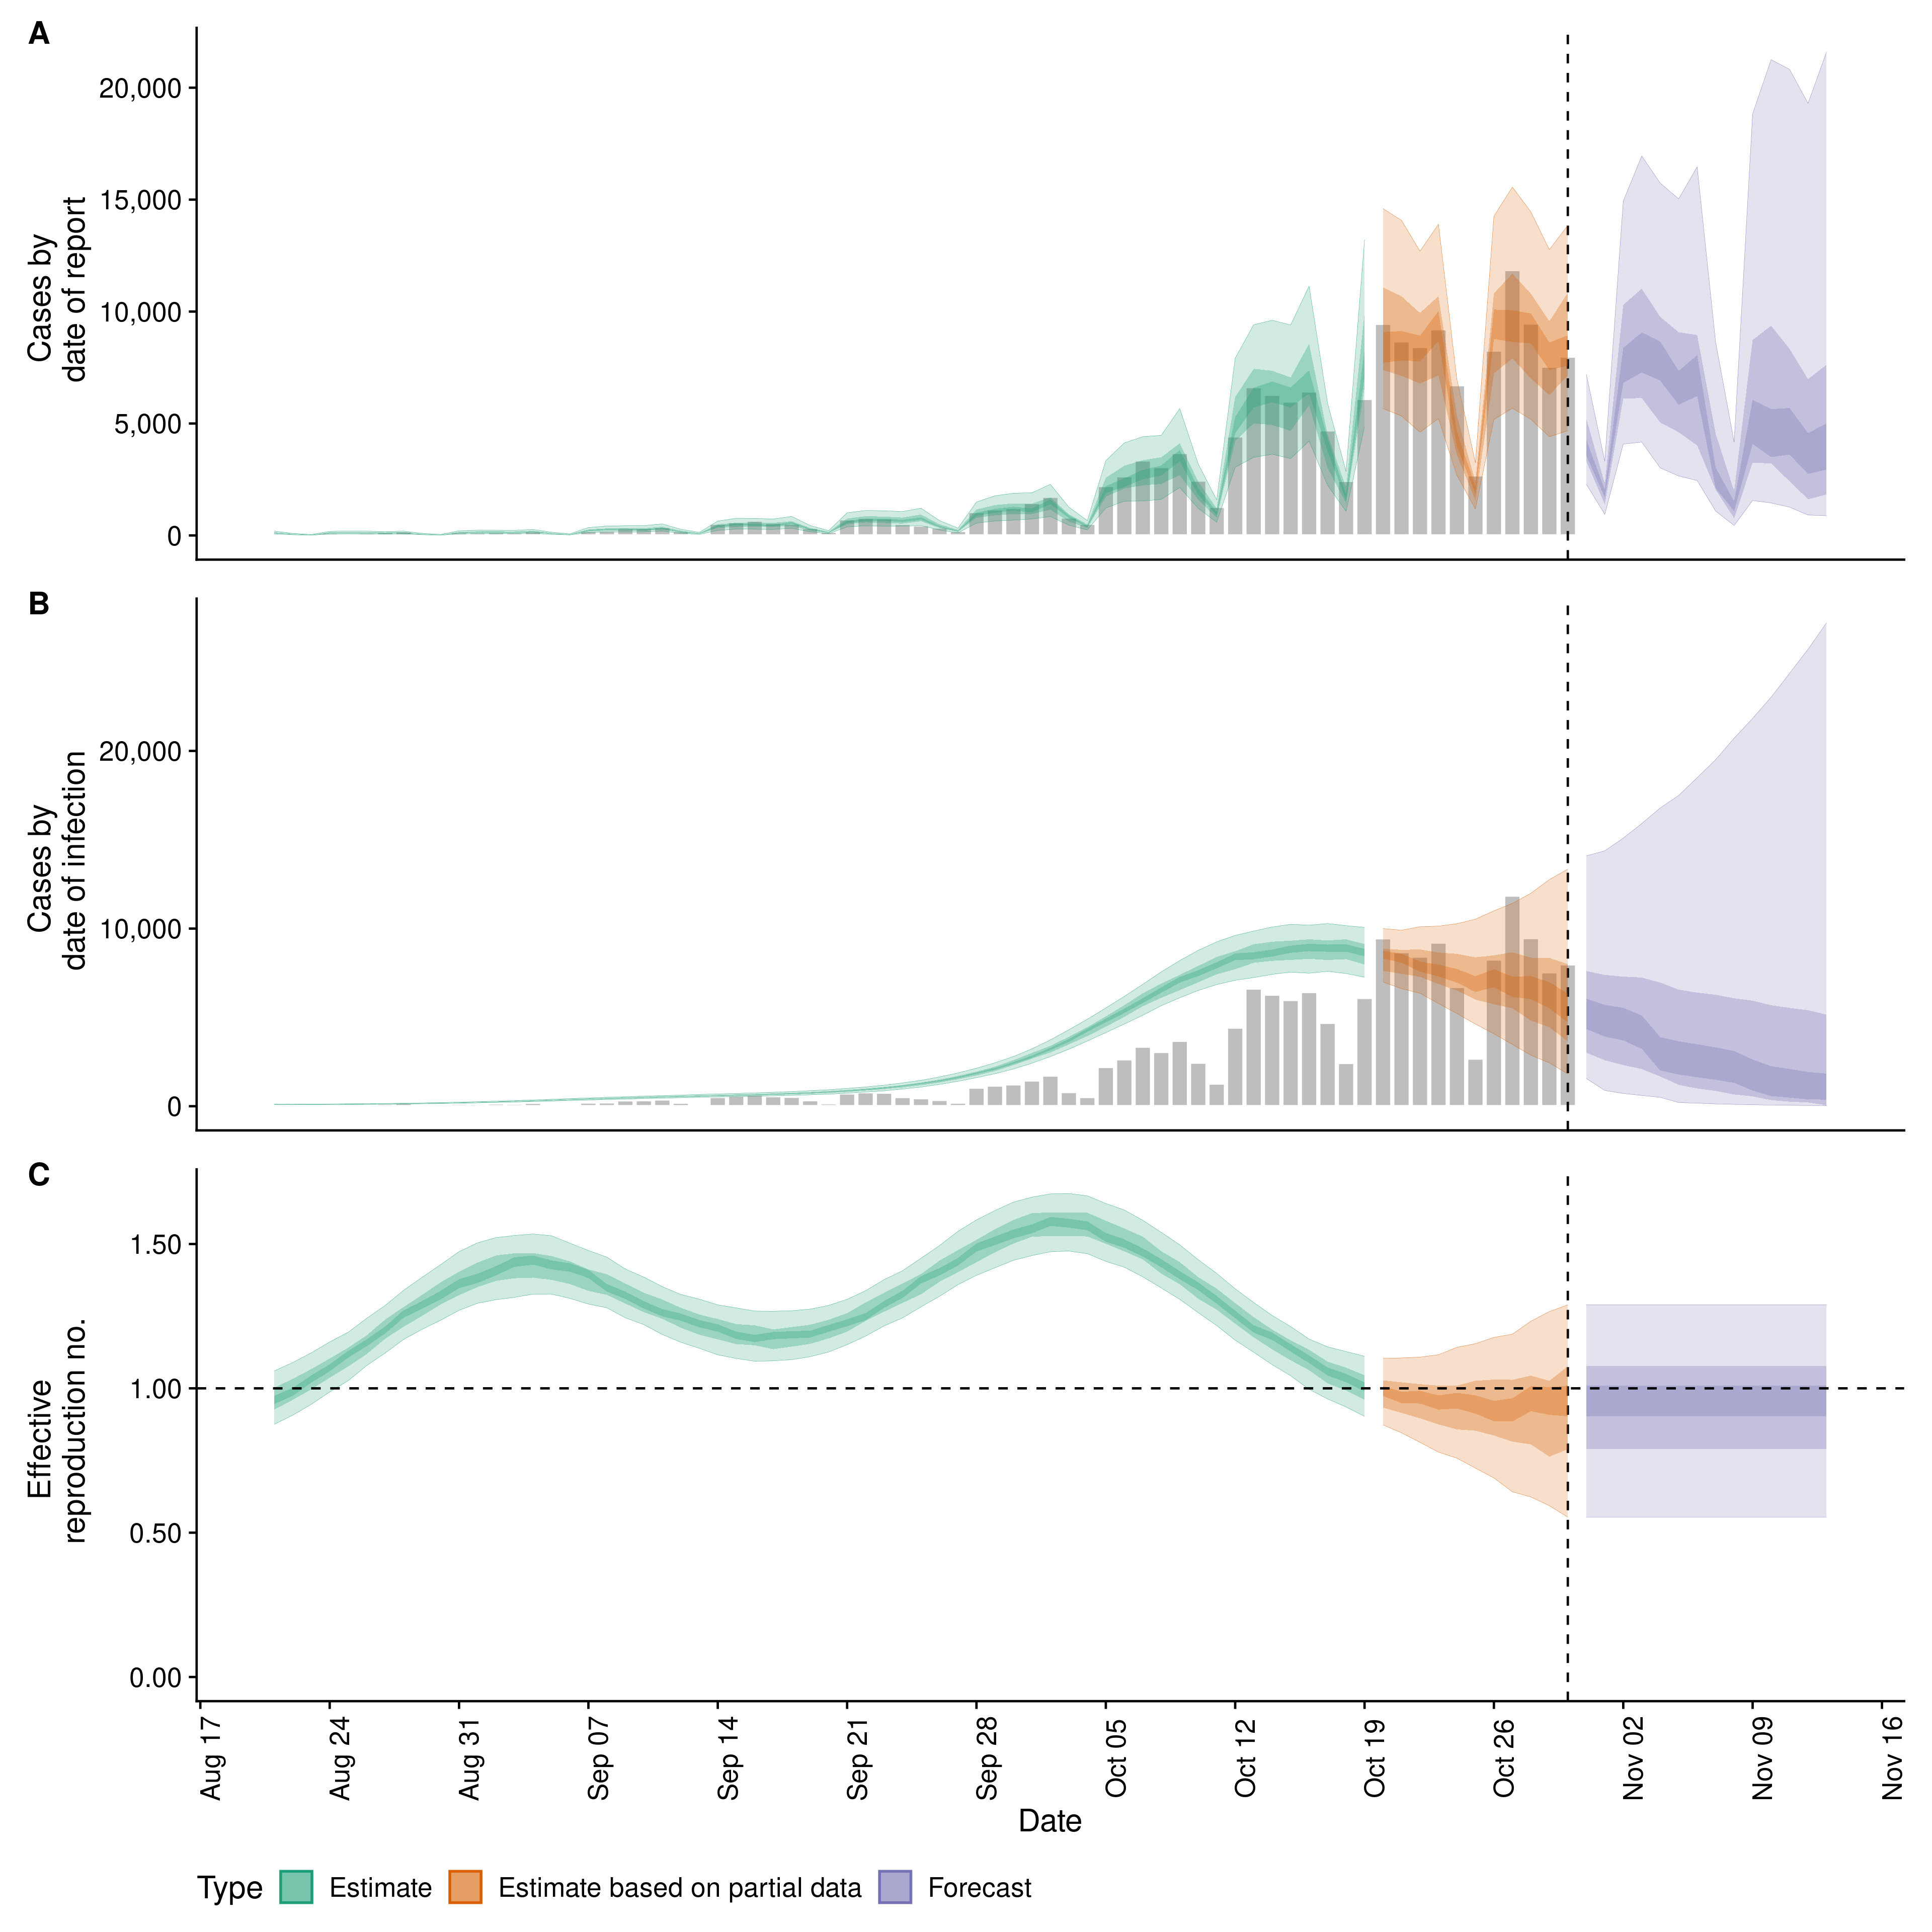 A
Cases by
date of report
20,000
15,000
10,000
5,000
0
B
Cases by
date of infection
20,000
10,000
0
C
Effective
reproduction no.
1.50
1.00
0.50
0.00
Aug 17
Aug 24
Aug 31
Sep 07
Sep 14
Sep 21
Sep 28
Oct 05
Oct 12
Oct 19
Oct 26
Nov 02
Nov 09
Nov 16
Date
Type Estimate Estimate based on partial data Forecast